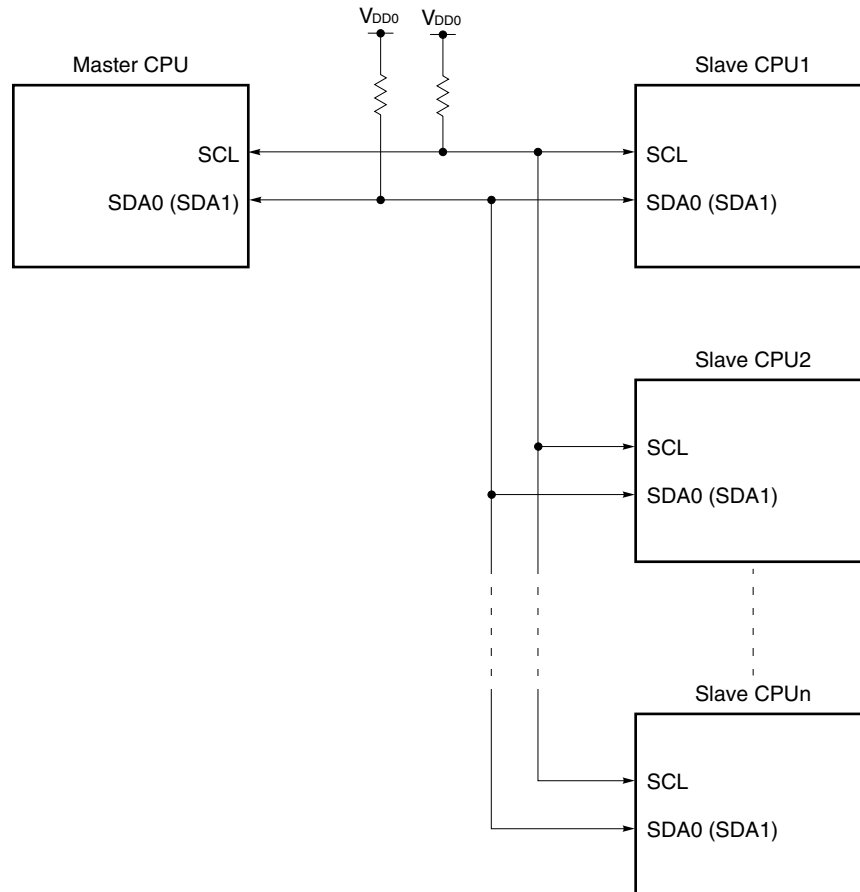 VDD0 VDD0
Master CPU
SCL
SDA0 (SDA1)
Slave CPU1
SCL
SDA0 (SDA1)
Slave CPU2
SCL
SDA0 (SDA1)
Slave CPUn
SCL
SDA0 (SDA1)